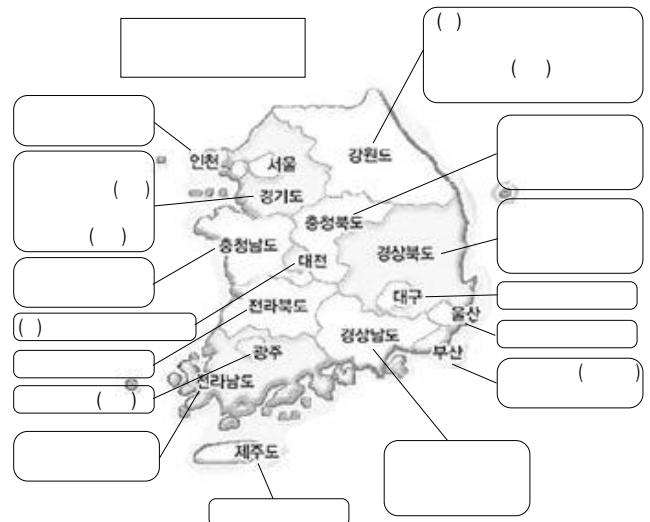 ( )
( )
인천
서울
강원도
( )
경기도
( )
충청북도
충청남도
경상북도
대전
대구
전라북도
울산
( )
경상남도
광주
부산
( )
전라남도
( )
제주도